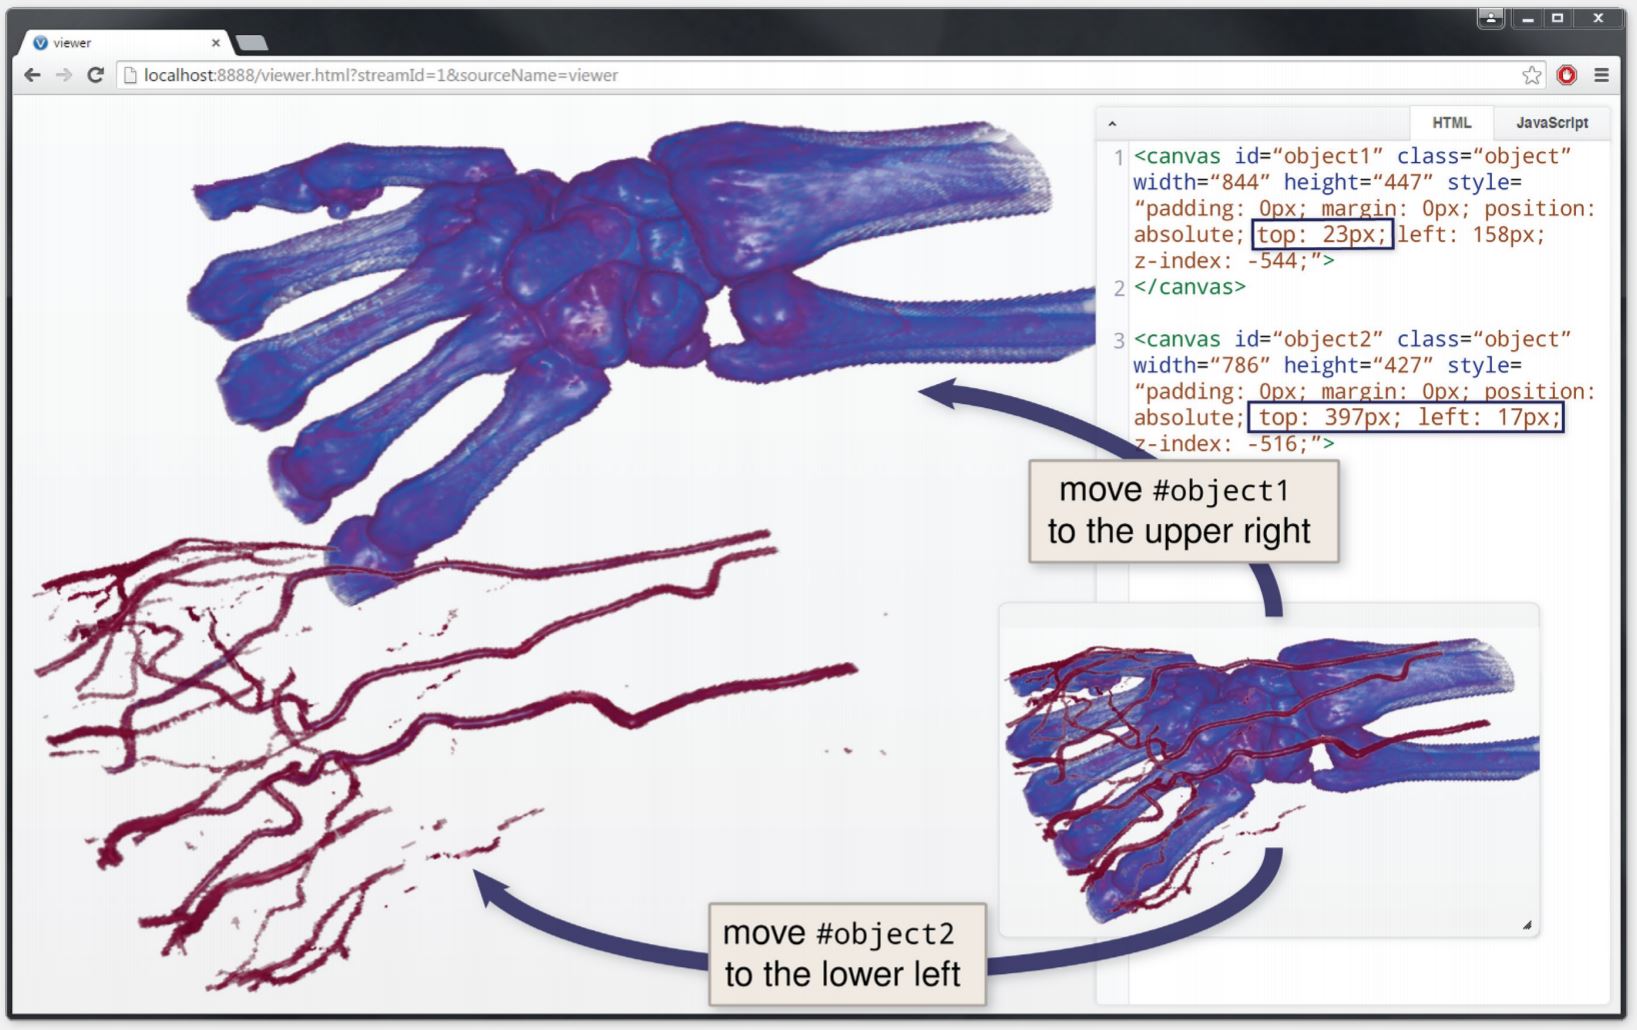 viewer
localhost:8888/viewer.html?streamId=1&sourceName=viewer
HTML JavaScript
1 <canvas id=“object1” class=“object”
width=“844” height=“447” style=
“padding: 0px; margin: 0px; position:
absolute; top: 23px; left: 158px;
z-index: -544;”>
2 </canvas>
3 <canvas id=“object2” class=“object”
width=“786” height=“427” style=
“padding: 0px; margin: 0px; position:
absolute; top: 397px; left: 17px;
z-index: -516;”>
move #object1
to the upper right
move #object2
to the lower left